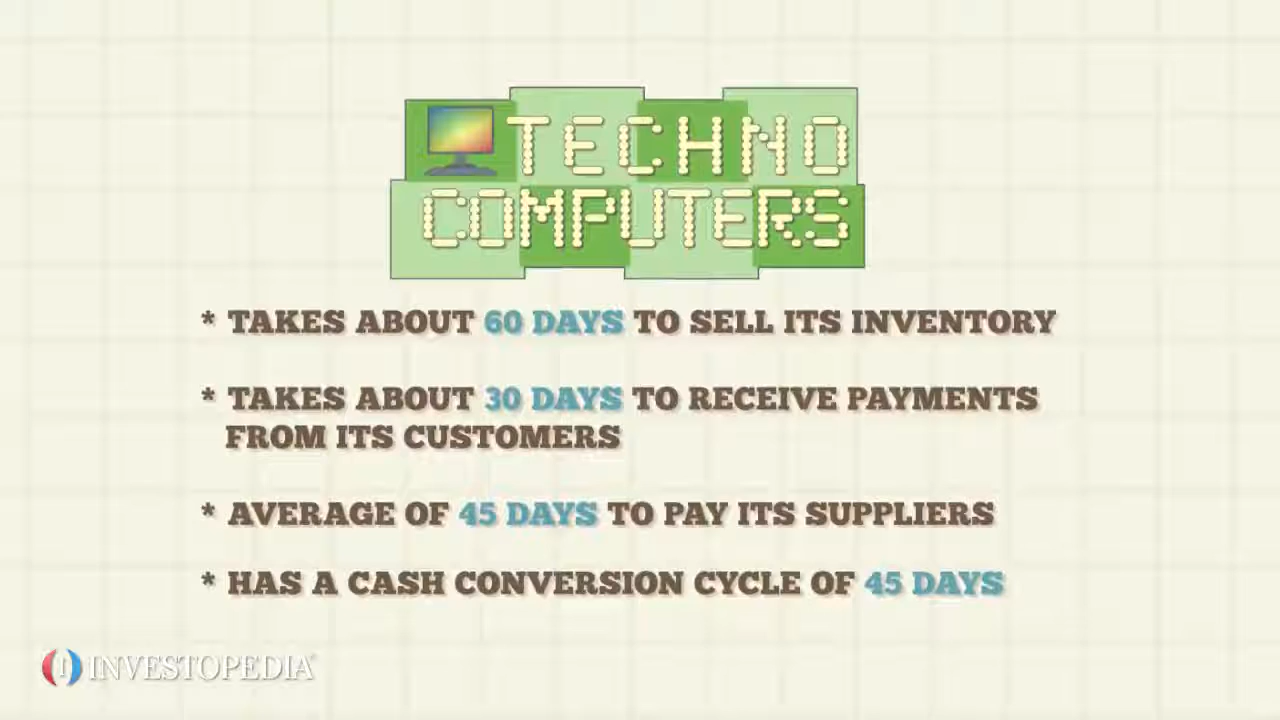 TECHNO
COMPUTERS
* TAKES ABOUT 60 DAYS TO SELL ITS INVENTORY
* TAKES ABOUT 30 DAYS TO RECEIVE PAYMENTS
FROM ITS CUSTOMERS
* AVERAGE OF 45 DAYS TO PAY ITS SUPPLIERS
* HAS A CASH CONVERSION CYCLE OF 45 DAYS
INVESTOPEDIA